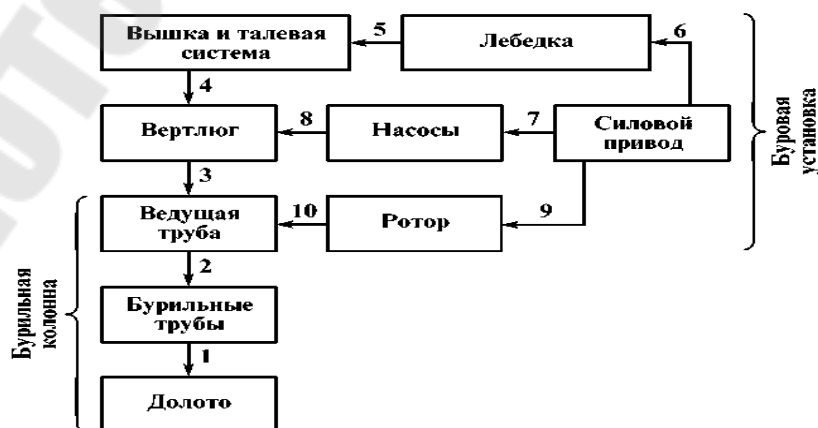 Вышка и талевая
система
5
Лебедка
6
4
Вертлюг
8
Насосы
7
Силовой
привод
Буровая
установка
3
Ведущая
труба
10
Ротор
9
2
Бурильные
трубы
Бурильная
колонна
1
Долото